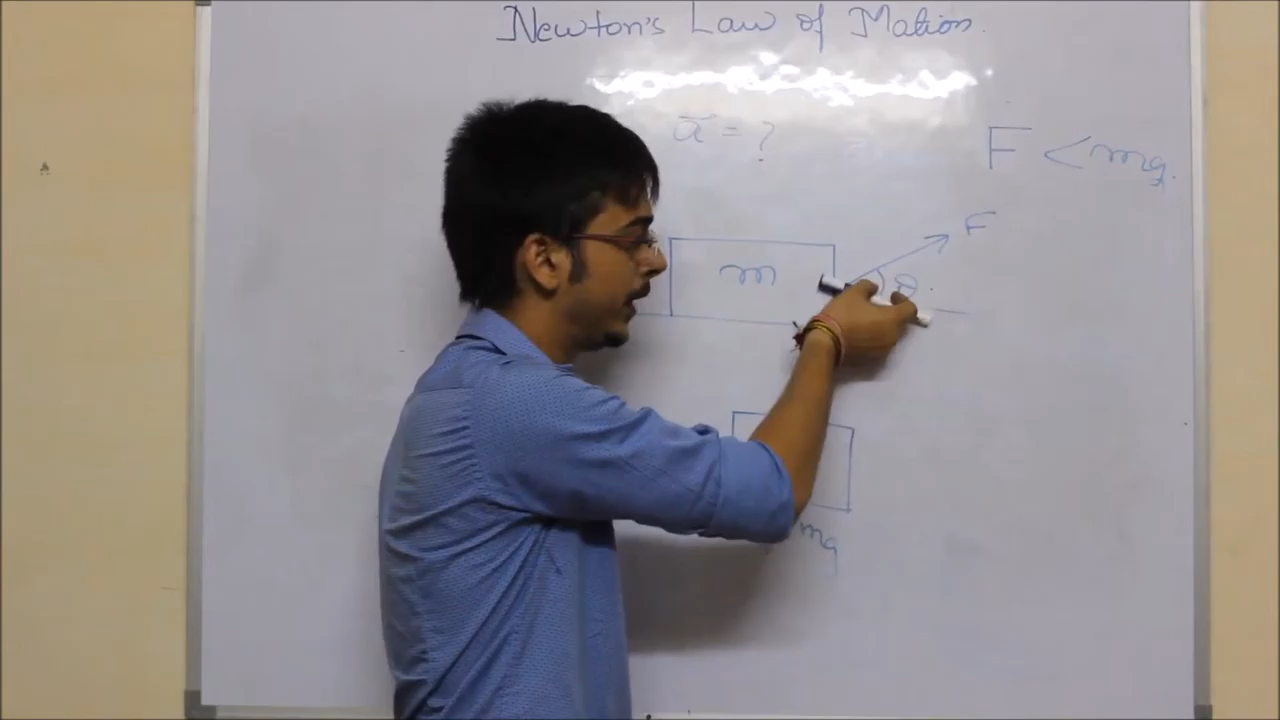 Newton's Law of Motion.
a = ?
F < mg.
F
m
θ
mg